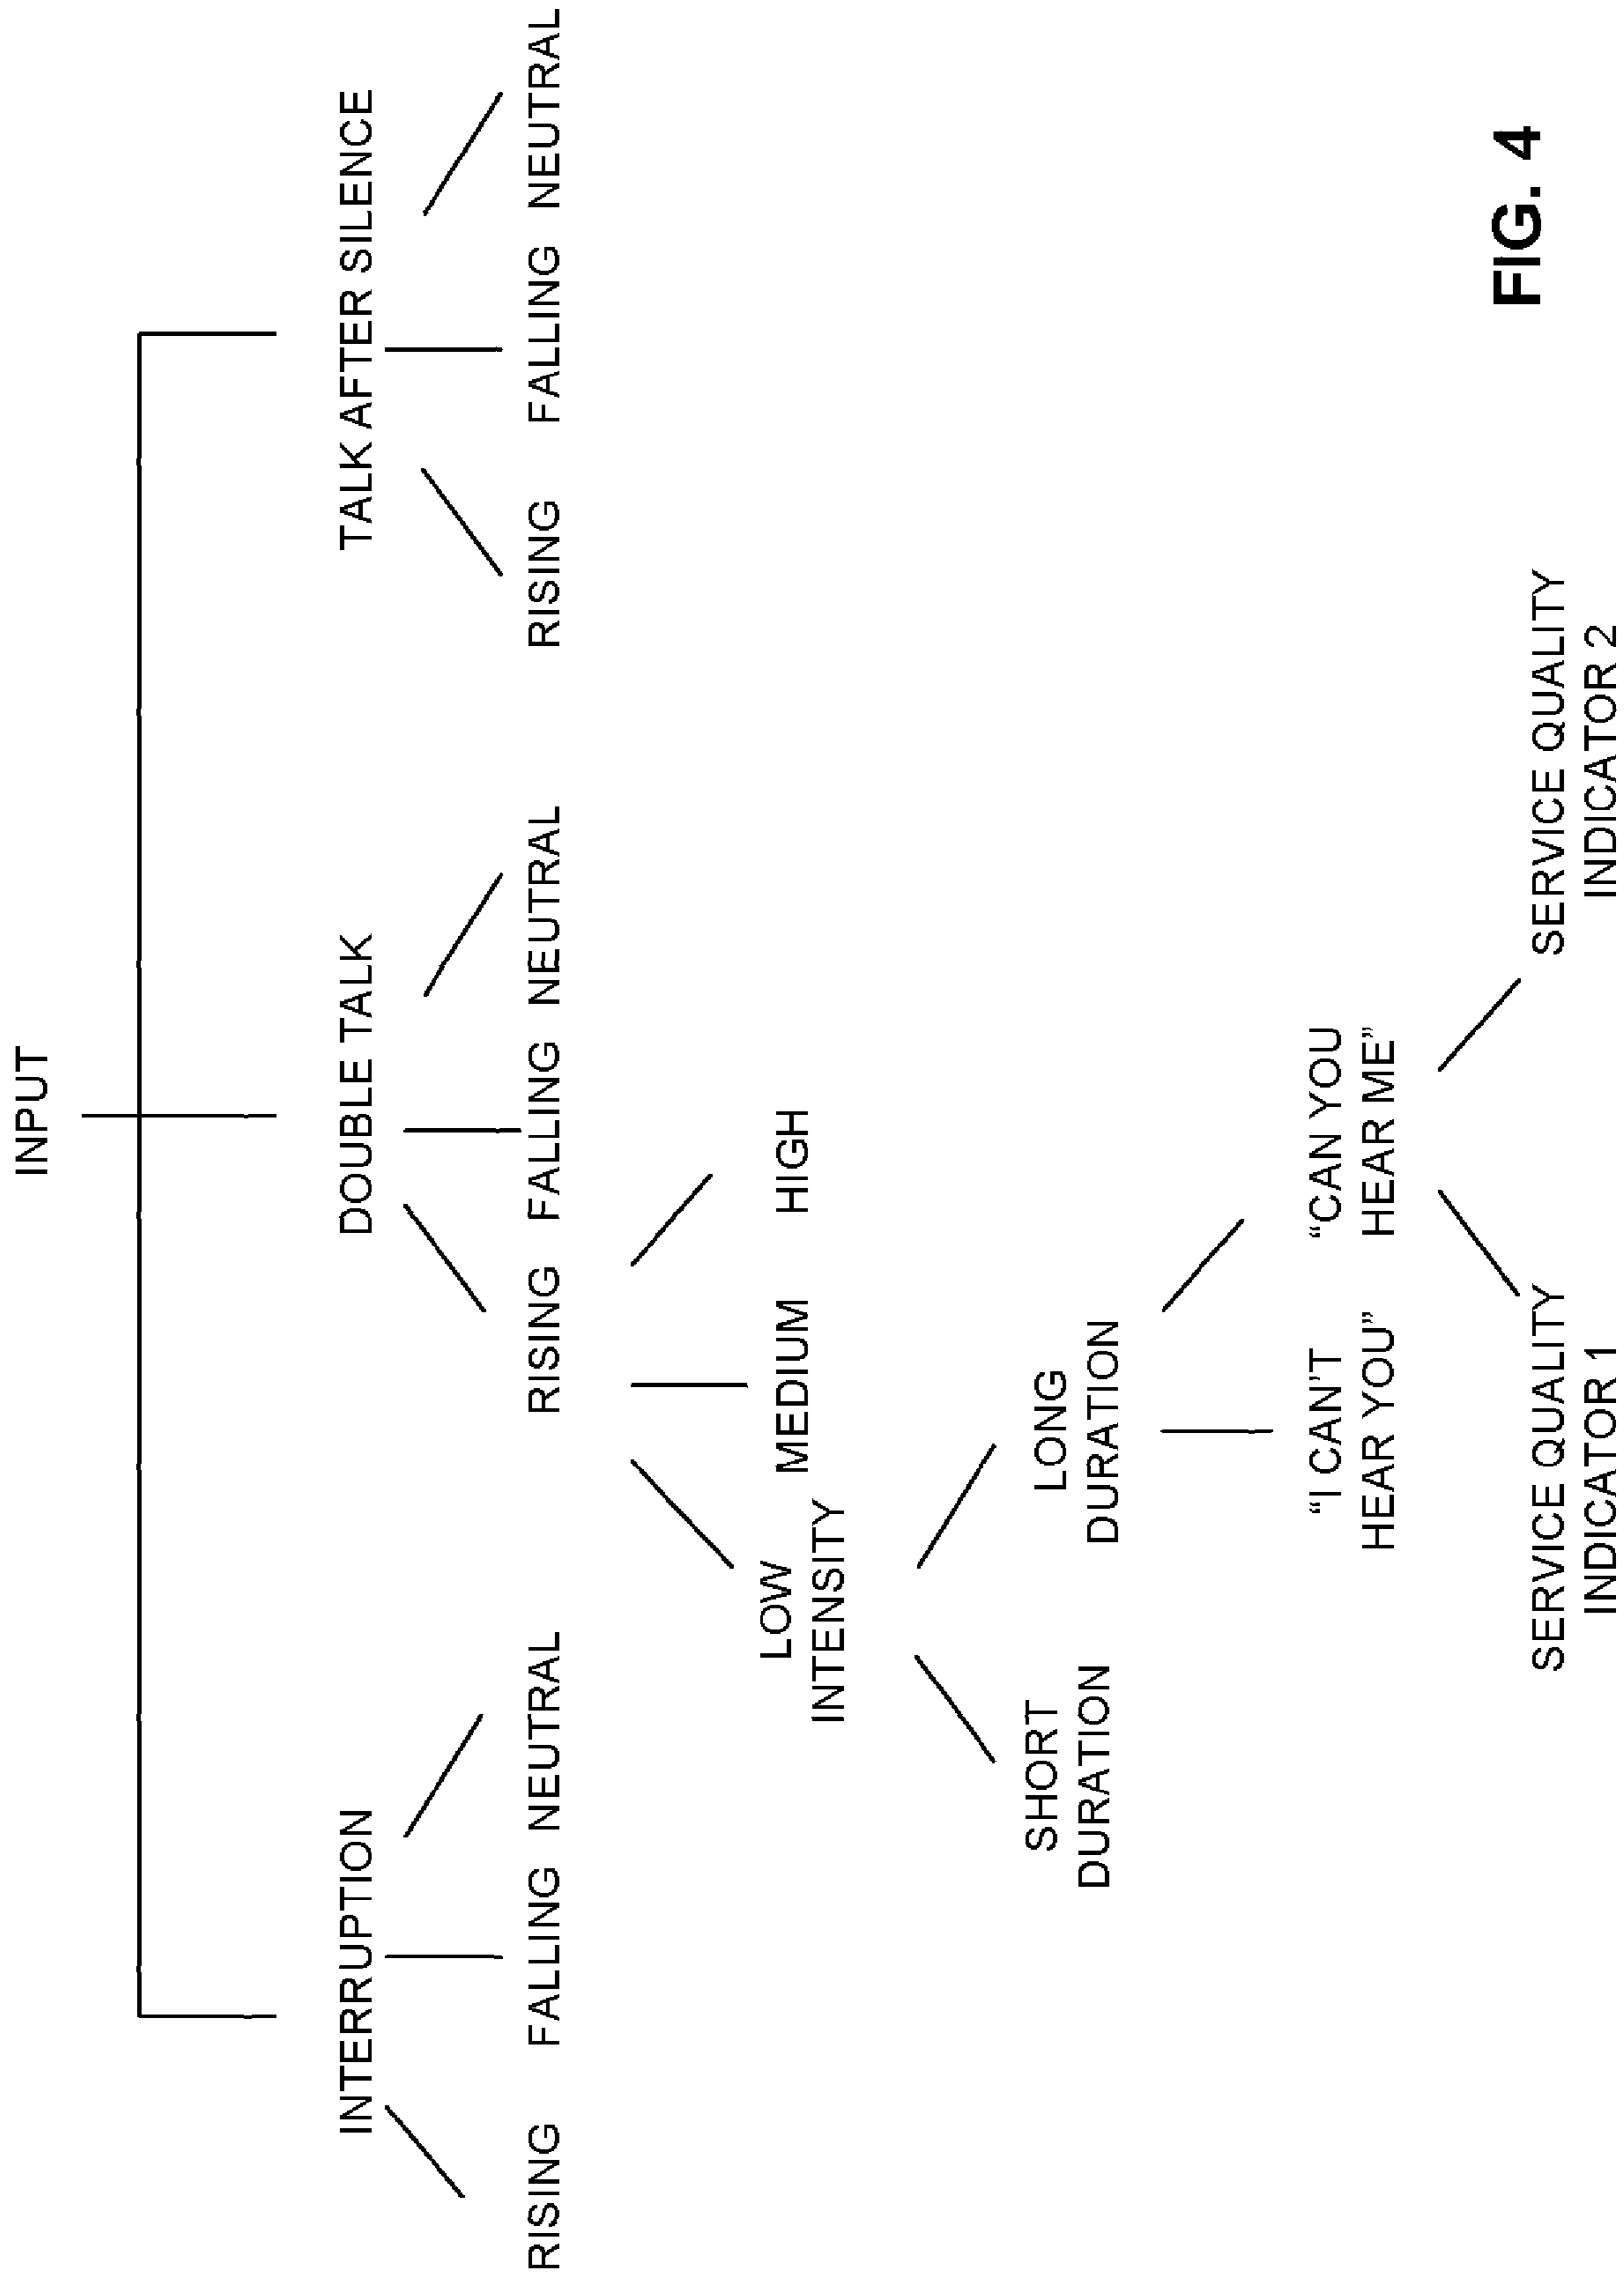 INPUT
INTERRUPTION
DOUBLE TALK
TALK AFTER SILENCE
RISING
FALLING
NEUTRAL
RISING
FALLING
NEUTRAL
RISING
FALLING
NEUTRAL
LOW
INTENSITY
MEDIUM
HIGH
SHORT
DURATION
LONG
DURATION
“I CAN'T
HEAR YOU”
“CAN YOU
HEAR ME”
SERVICE QUALITY
INDICATOR 1
SERVICE QUALITY
INDICATOR 2
FIG. 4